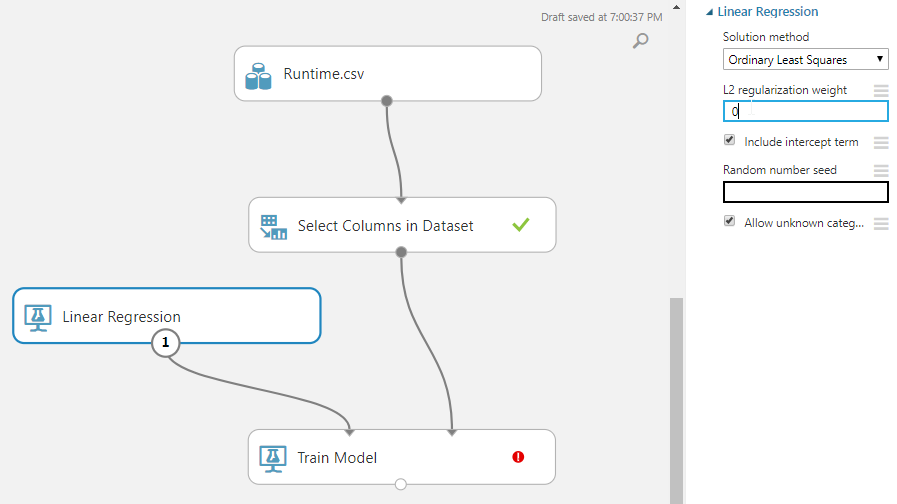 Draft saved at 7:00:37 PM
Runtime.csv
Select Columns in Dataset
Linear Regression
1
Train Model
Linear Regression
Solution method
Ordinary Least Squares
L2 regularization weight
0
Include intercept term
Random number seed
Allow unknown categ...